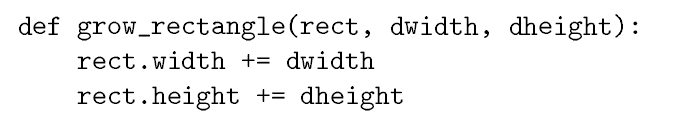 def grow_rectangle(rect, dwidth, dheight):
    rect.width += dwidth
    rect.height += dheight